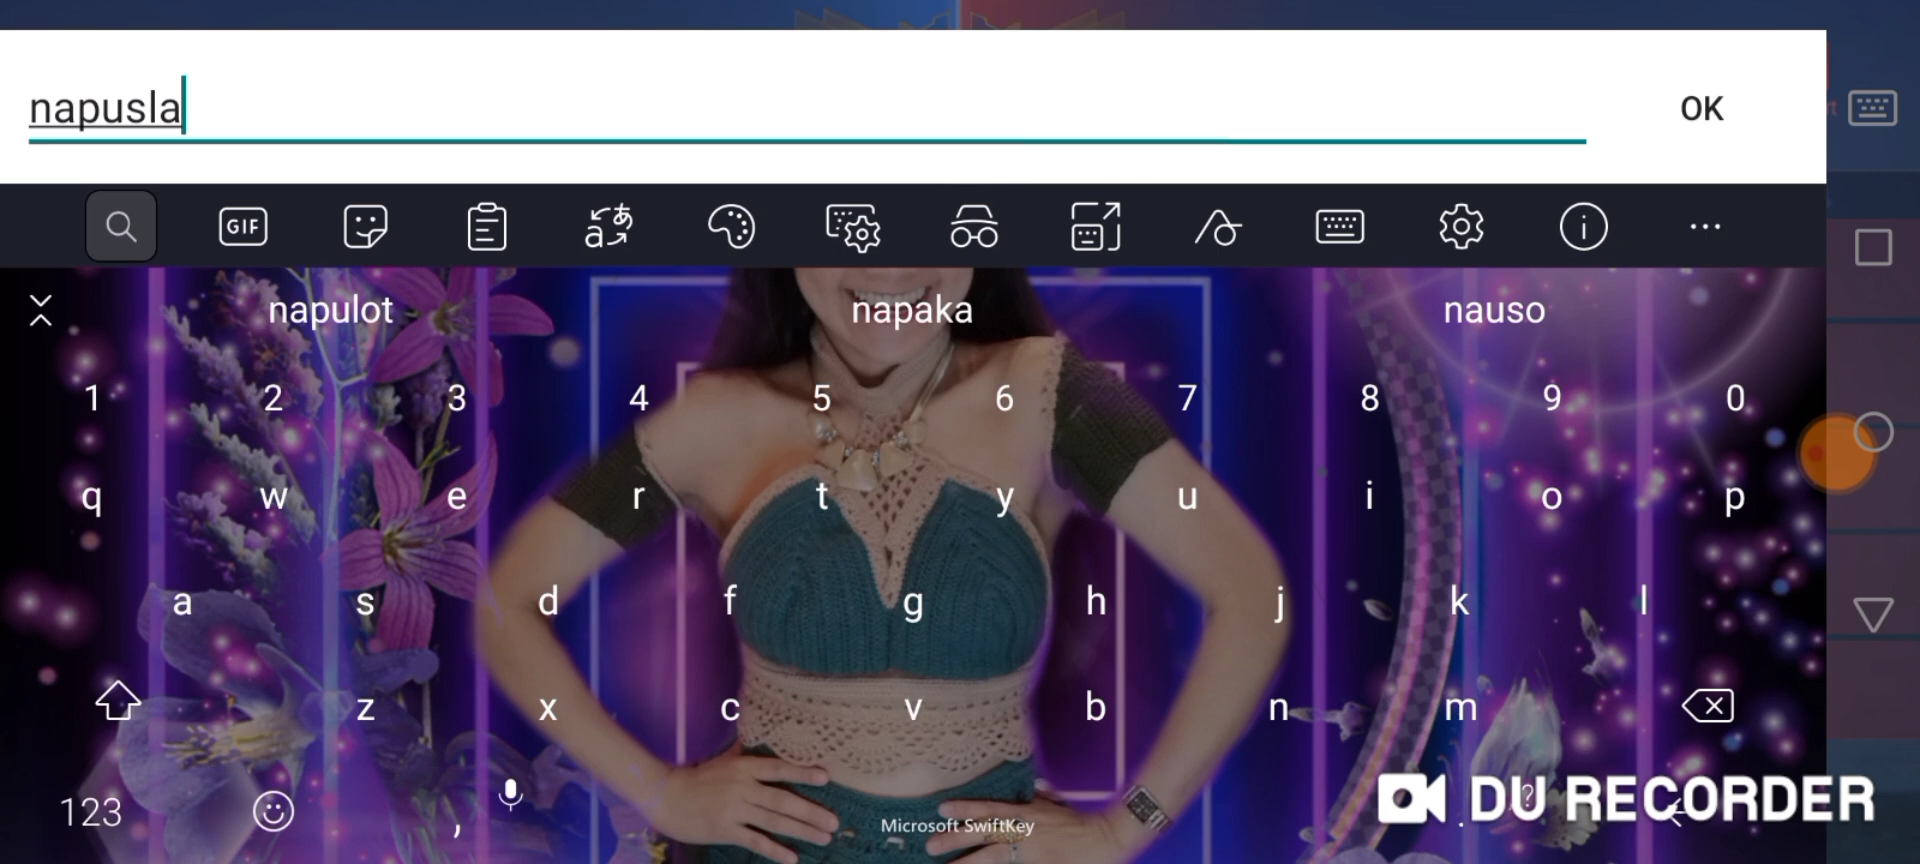 napusla
OK
GIF
a あ
napulot napaka nauso
1 2 3 4 5 6 7 8 9 0
q w e r t y u i o p
a s d f g h j k l
z x c v b n m
123 , Microsoft SwiftKey . ?
DU RECORDER